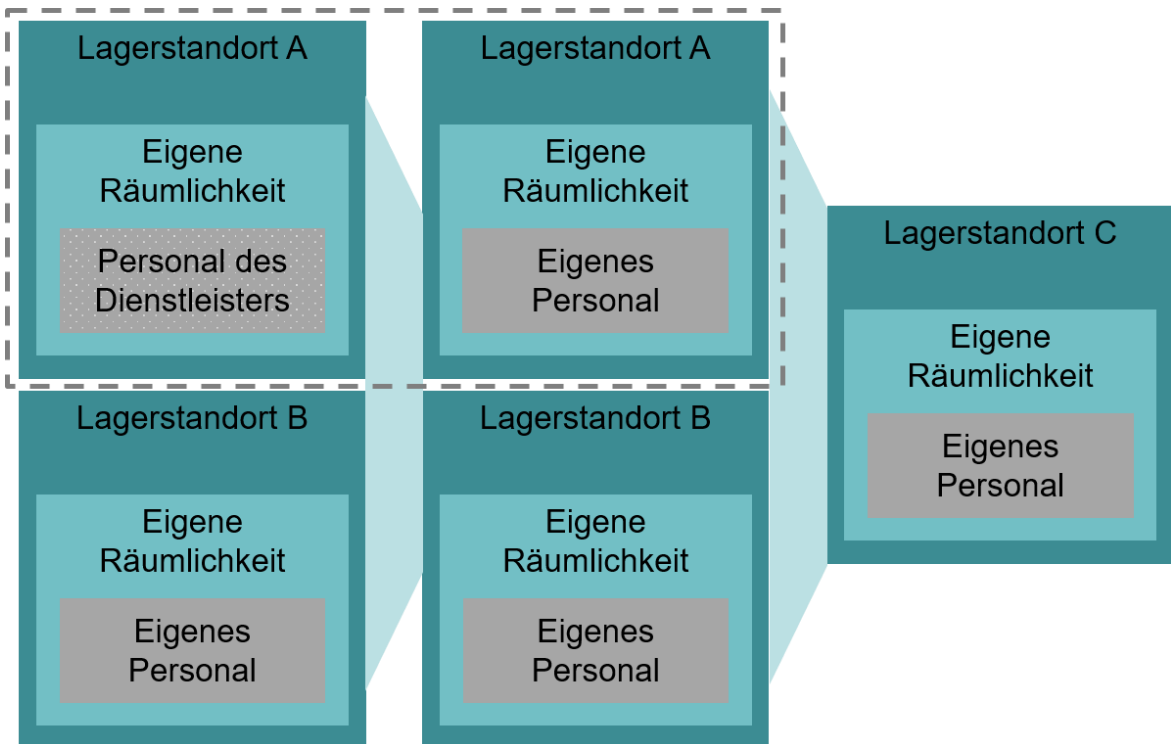 Lagerstandort A
Eigene
Räumlichkeit
Personal des
Dienstleisters
Lagerstandort B
Eigene
Räumlichkeit
Eigenes
Personal
Lagerstandort A
Eigene
Räumlichkeit
Eigenes
Personal
Lagerstandort B
Eigene
Räumlichkeit
Eigenes
Personal
Lagerstandort C
Eigene
Räumlichkeit
Eigenes
Personal